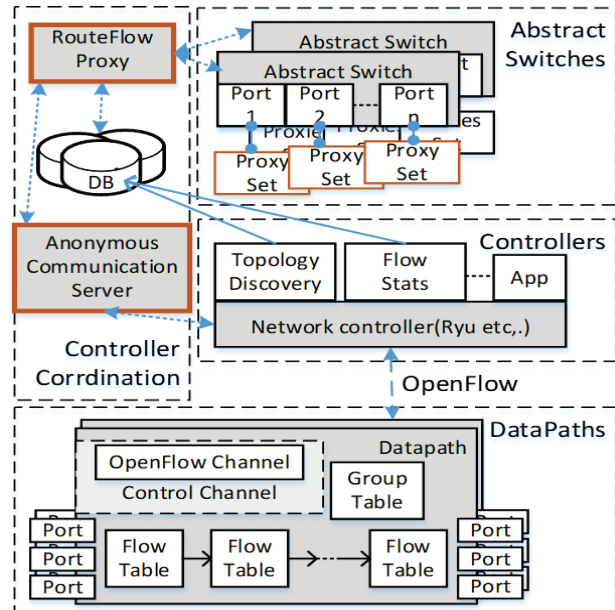 RouteFlow
Proxy
DB
Anonymous
Communication
Server
Controller
Corrdination
Abstract Switch
Abstract Switch
Port
1
Port
2
Port
n
Proxy
Set
Proxy
Set
Proxy
Set
Abstract
Switches
Controllers
Topology
Discovery
Flow
Stats
App
Network controller(Ryu etc,.)
OpenFlow
DataPaths
Datapath
OpenFlow Channel
Control Channel
Group
Table
Port
Port
Port
Flow
Table
Flow
Table
Flow
Table
Port
Port
Port